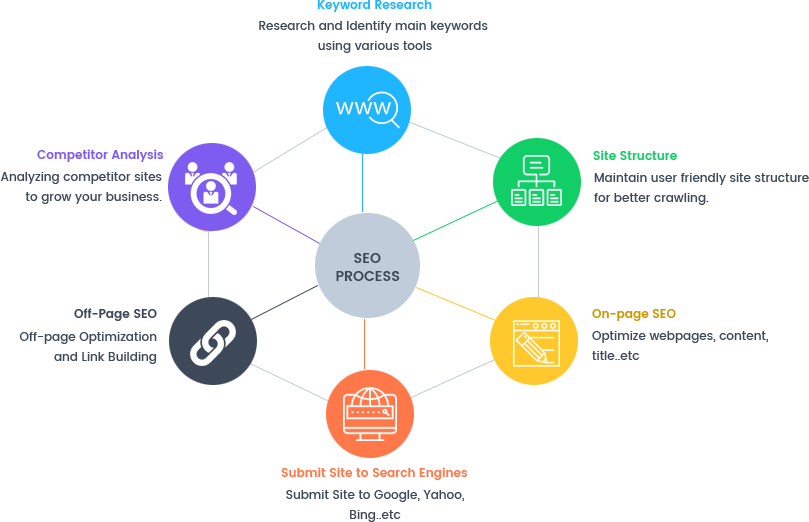 Keyword Research
Research and Identify main keywords
using various tools
WWW
Competitor Analysis
Analyzing competitor sites
to grow your business.
Site Structure
Maintain user friendly site structure
for better crawling.
SEO
PROCESS
Off-Page SEO
Off-page Optimization
and Link Building
On-page SEO
Optimize webpages, content,
title..etc
Submit Site to Search Engines
Submit Site to Google, Yahoo,
Bing..etc